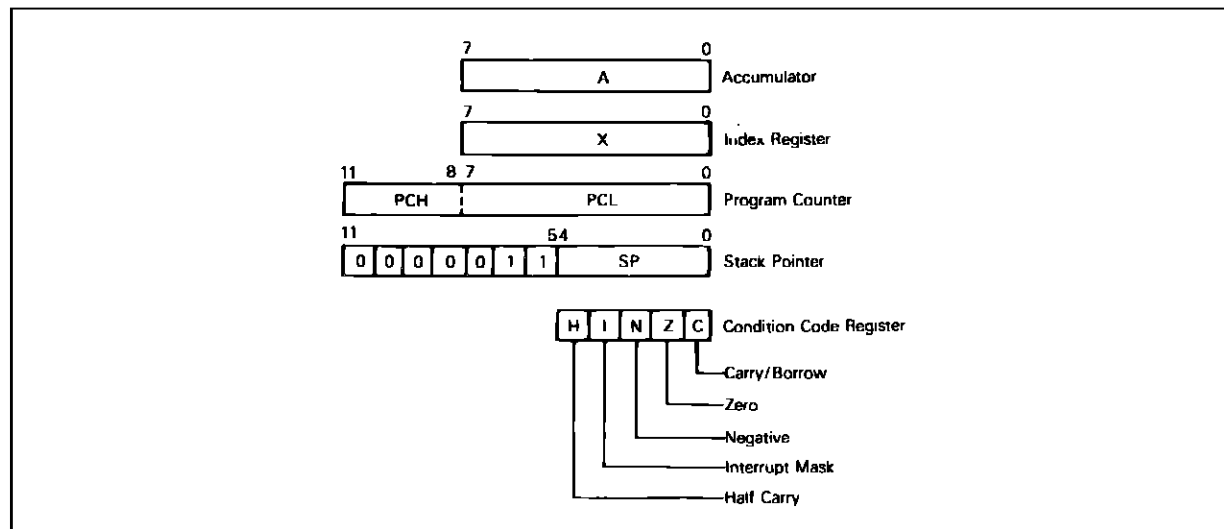 7 0
A Accumulator
7 0
X Index Register
11 8 7 0
PCH PCL Program Counter
11 5 4 0
0 0 0 0 0 1 1 SP Stack Pointer
H I N Z C Condition Code Register
Carry/Borrow
Zero
Negative
Interrupt Mask
Half Carry